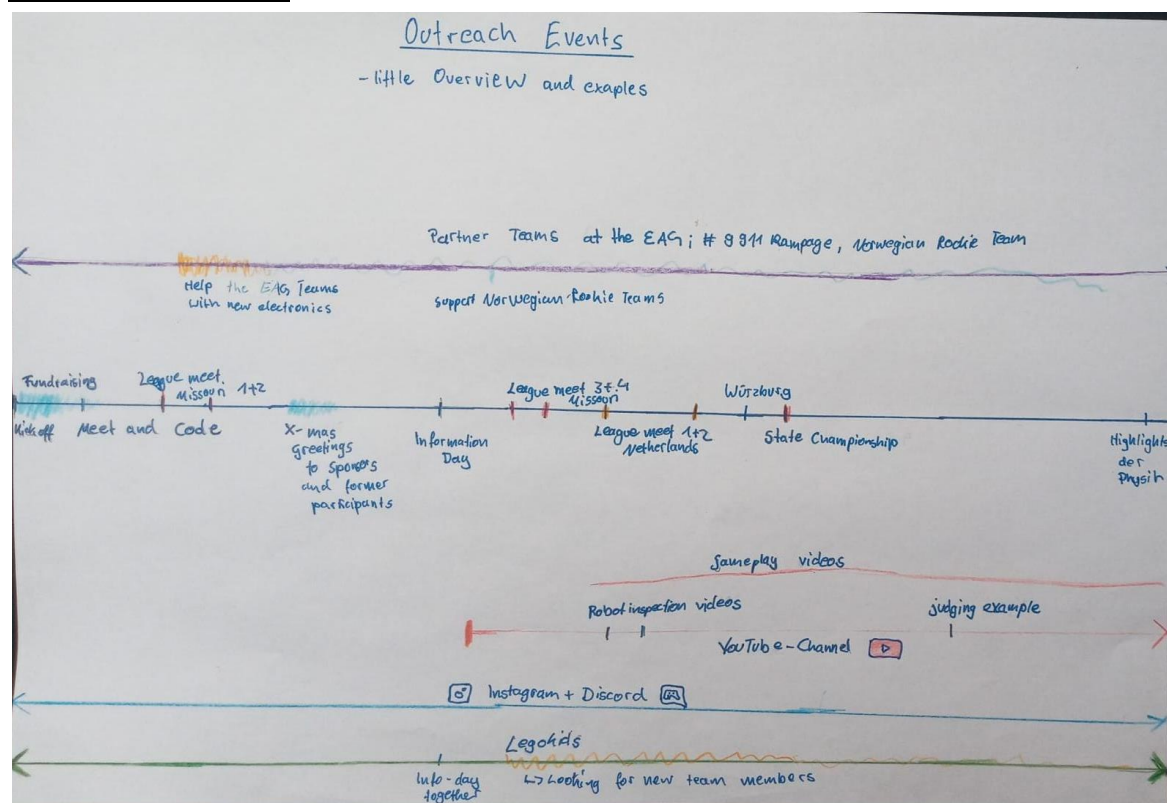 Outreach Events
- little Overview and exaples
Partner Teams at the EAG; # 9911 Rampage, Norwegian Rockie Team
Help the EAG Teams
with new electronics
support Norwegian Rookie Teams
Fundraising
League meet
Missouri 1+2
League meet 3+4
Missouri
Würzburg
Kickoff
Meet and Code
X-mas
greetings
to sponsors
and former
participants
Information
Day
League meet 1+2
Netherlands
State Championship
Highlights
der
Physik
Gameplay videos
Robot inspection videos
judging example
YouTube-Channel
Instagram + Discord
Legokids
Info-day
together
↳ Looking for new team members